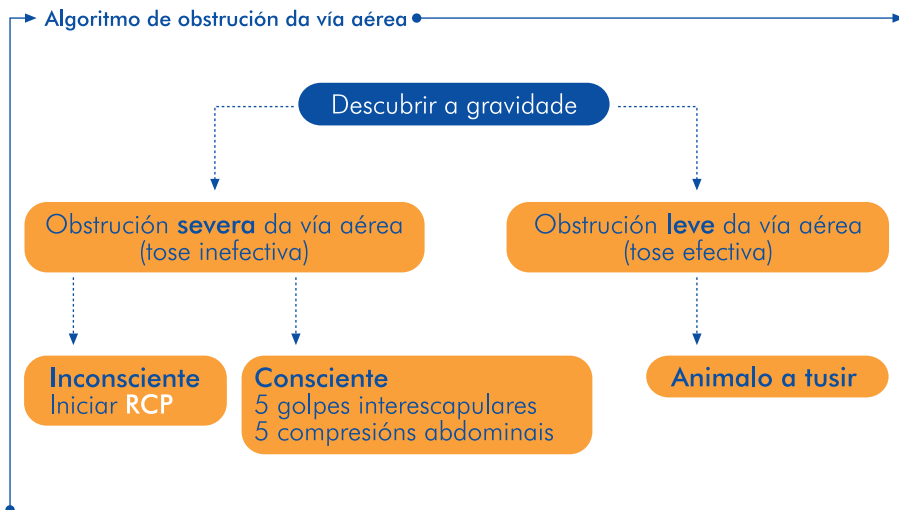 Algoritmo de obstrución da vía aérea
Descubrir a gravidade
Obstrución severa da vía aérea
(tose inefectiva)
Obstrución leve da vía aérea
(tose efectiva)
Inconsciente
Iniciar RCP
Consciente
5 golpes interescapulares
5 compresións abdominais
Animalo a tusir